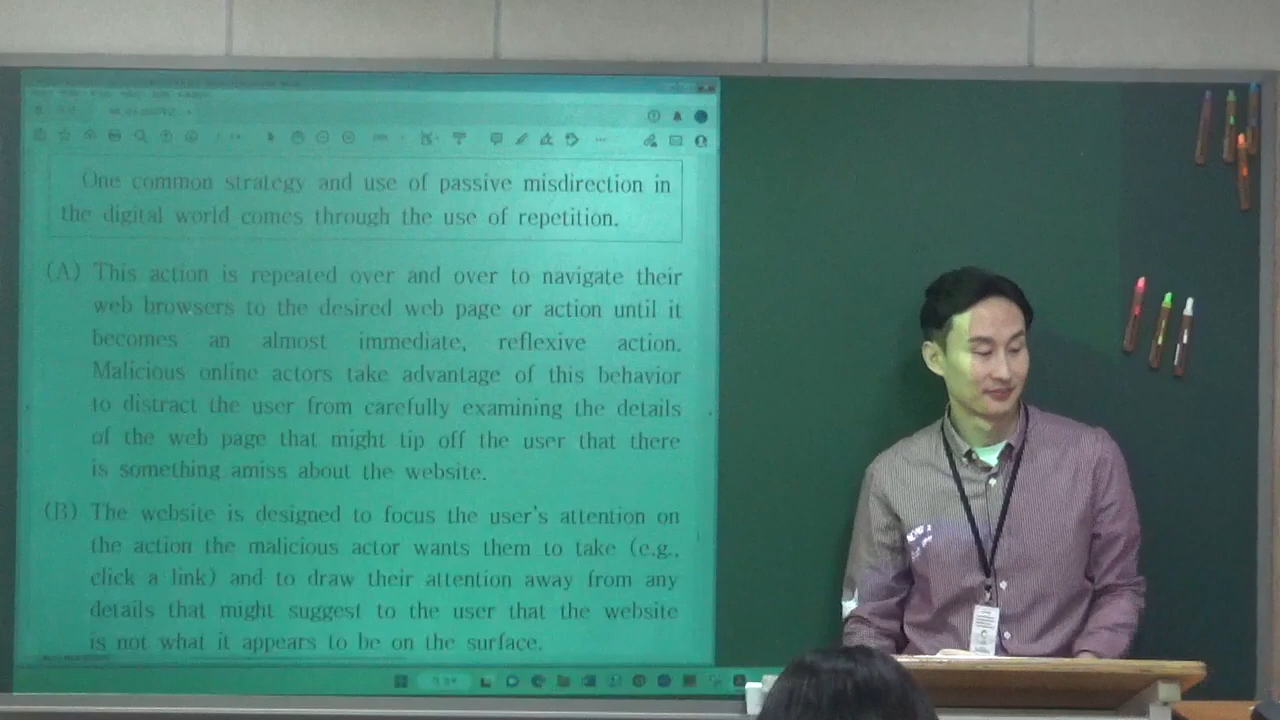 One common strategy and use of passive misdirection in
the digital world comes through the use of repetition.
(A) This action is repeated over and over to navigate their
web browsers to the desired web page or action until it
becomes an almost immediate, reflexive action.
Malicious online actors take advantage of this behavior
to distract the user from carefully examining the details
of the web page that might tip off the user that there
is something amiss about the website.
(B) The website is designed to focus the user's attention on
the action the malicious actor wants them to take (e.g.,
click a link) and to draw their attention away from any
details that might suggest to the user that the website
is not what it appears to be on the surface.